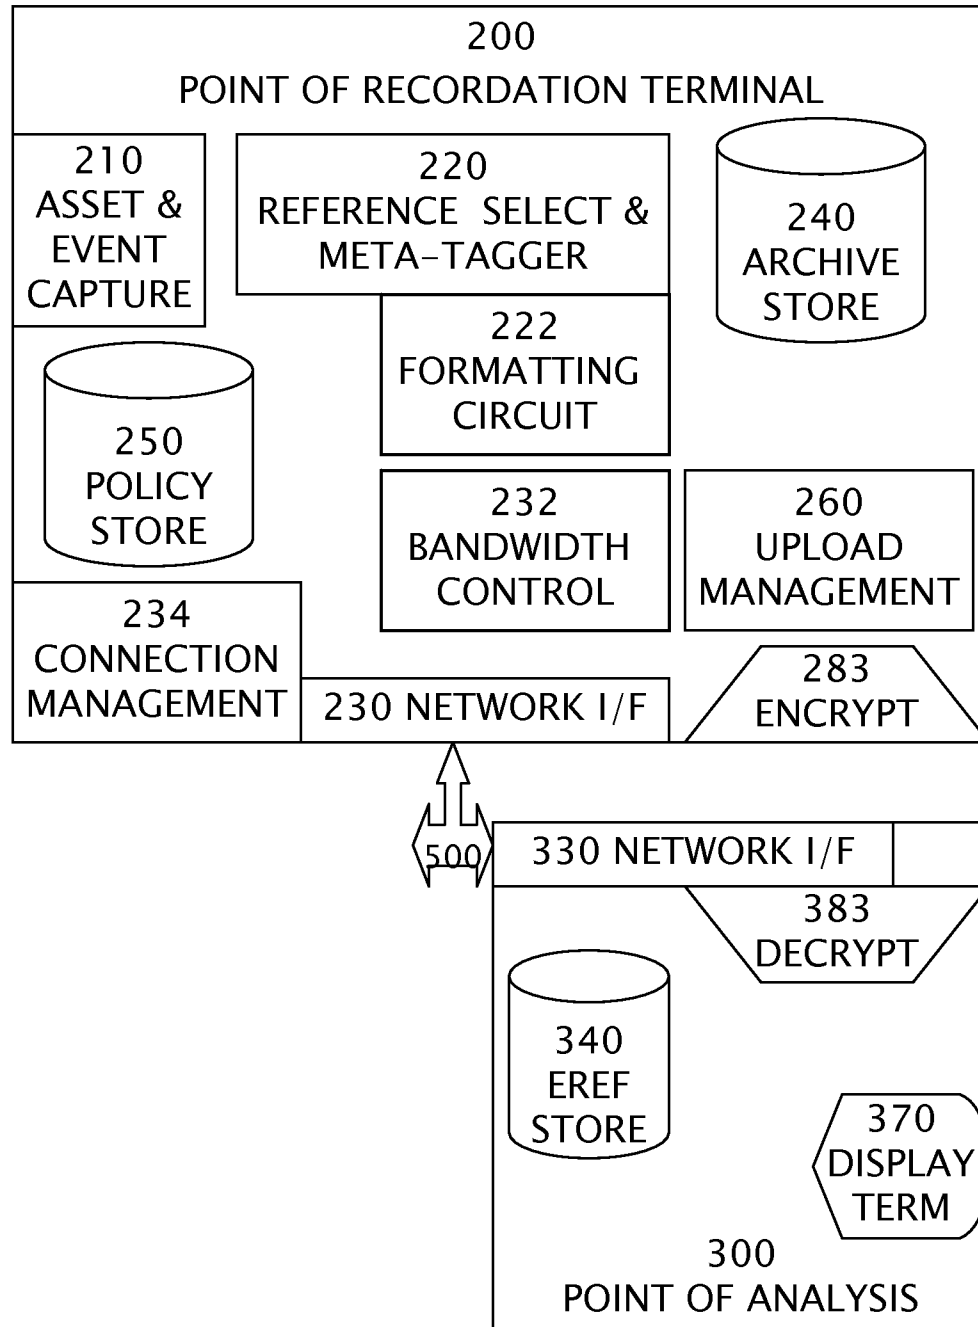 200
POINT OF RECORDATION TERMINAL
210
ASSET &
EVENT
CAPTURE
220
REFERENCE SELECT &
META-TAGGER
240
ARCHIVE
STORE
222
FORMATTING
CIRCUIT
250
POLICY
STORE
232
BANDWIDTH
CONTROL
260
UPLOAD
MANAGEMENT
234
CONNECTION
MANAGEMENT
230 NETWORK I/F
283
ENCRYPT
500
330 NETWORK I/F
383
DECRYPT
340
EREF
STORE
370
DISPLAY
TERM
300
POINT OF ANALYSIS